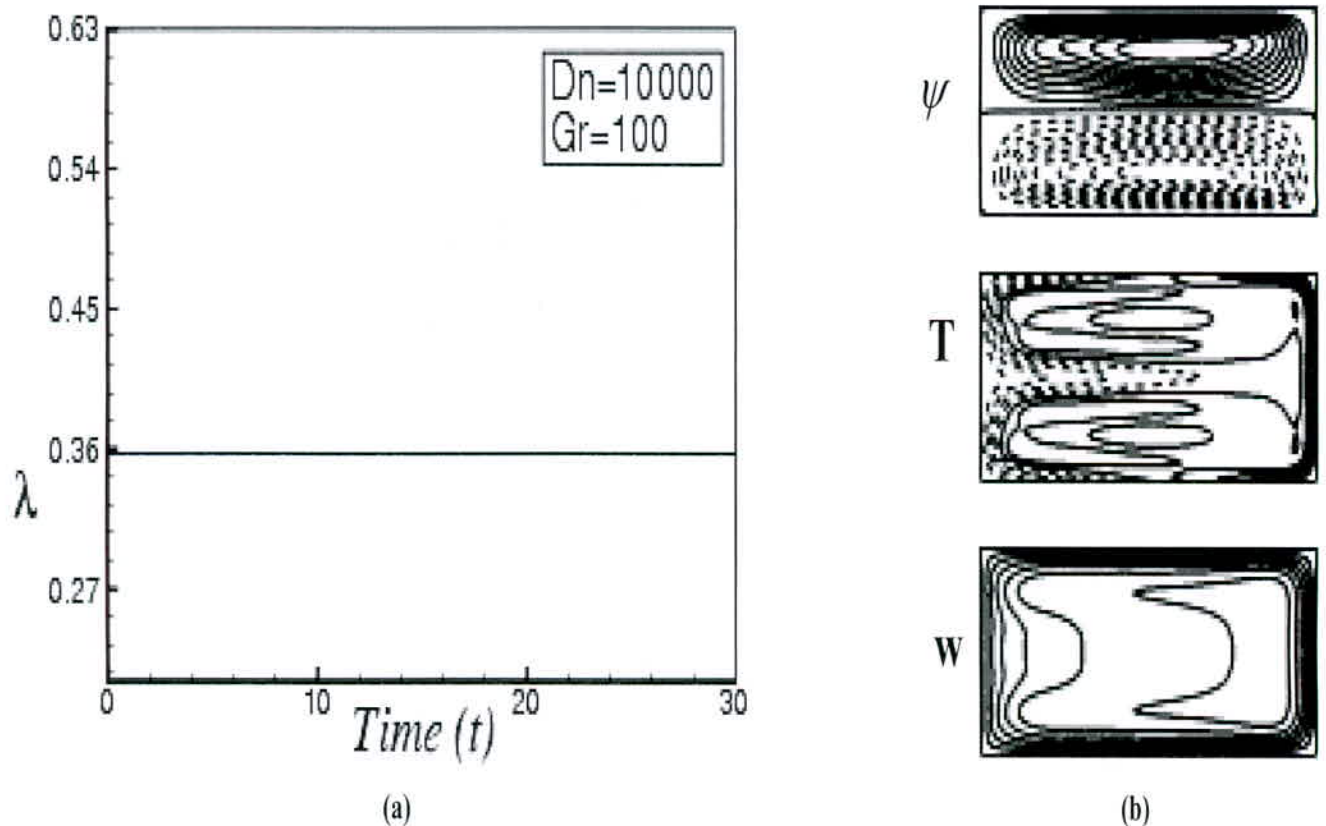 0.63
Dn=10000
Gr=100
0.54
0.45
0.36
λ
0.27
0 10 20 30
Time (t)
(a)
ψ
T
w
(b)